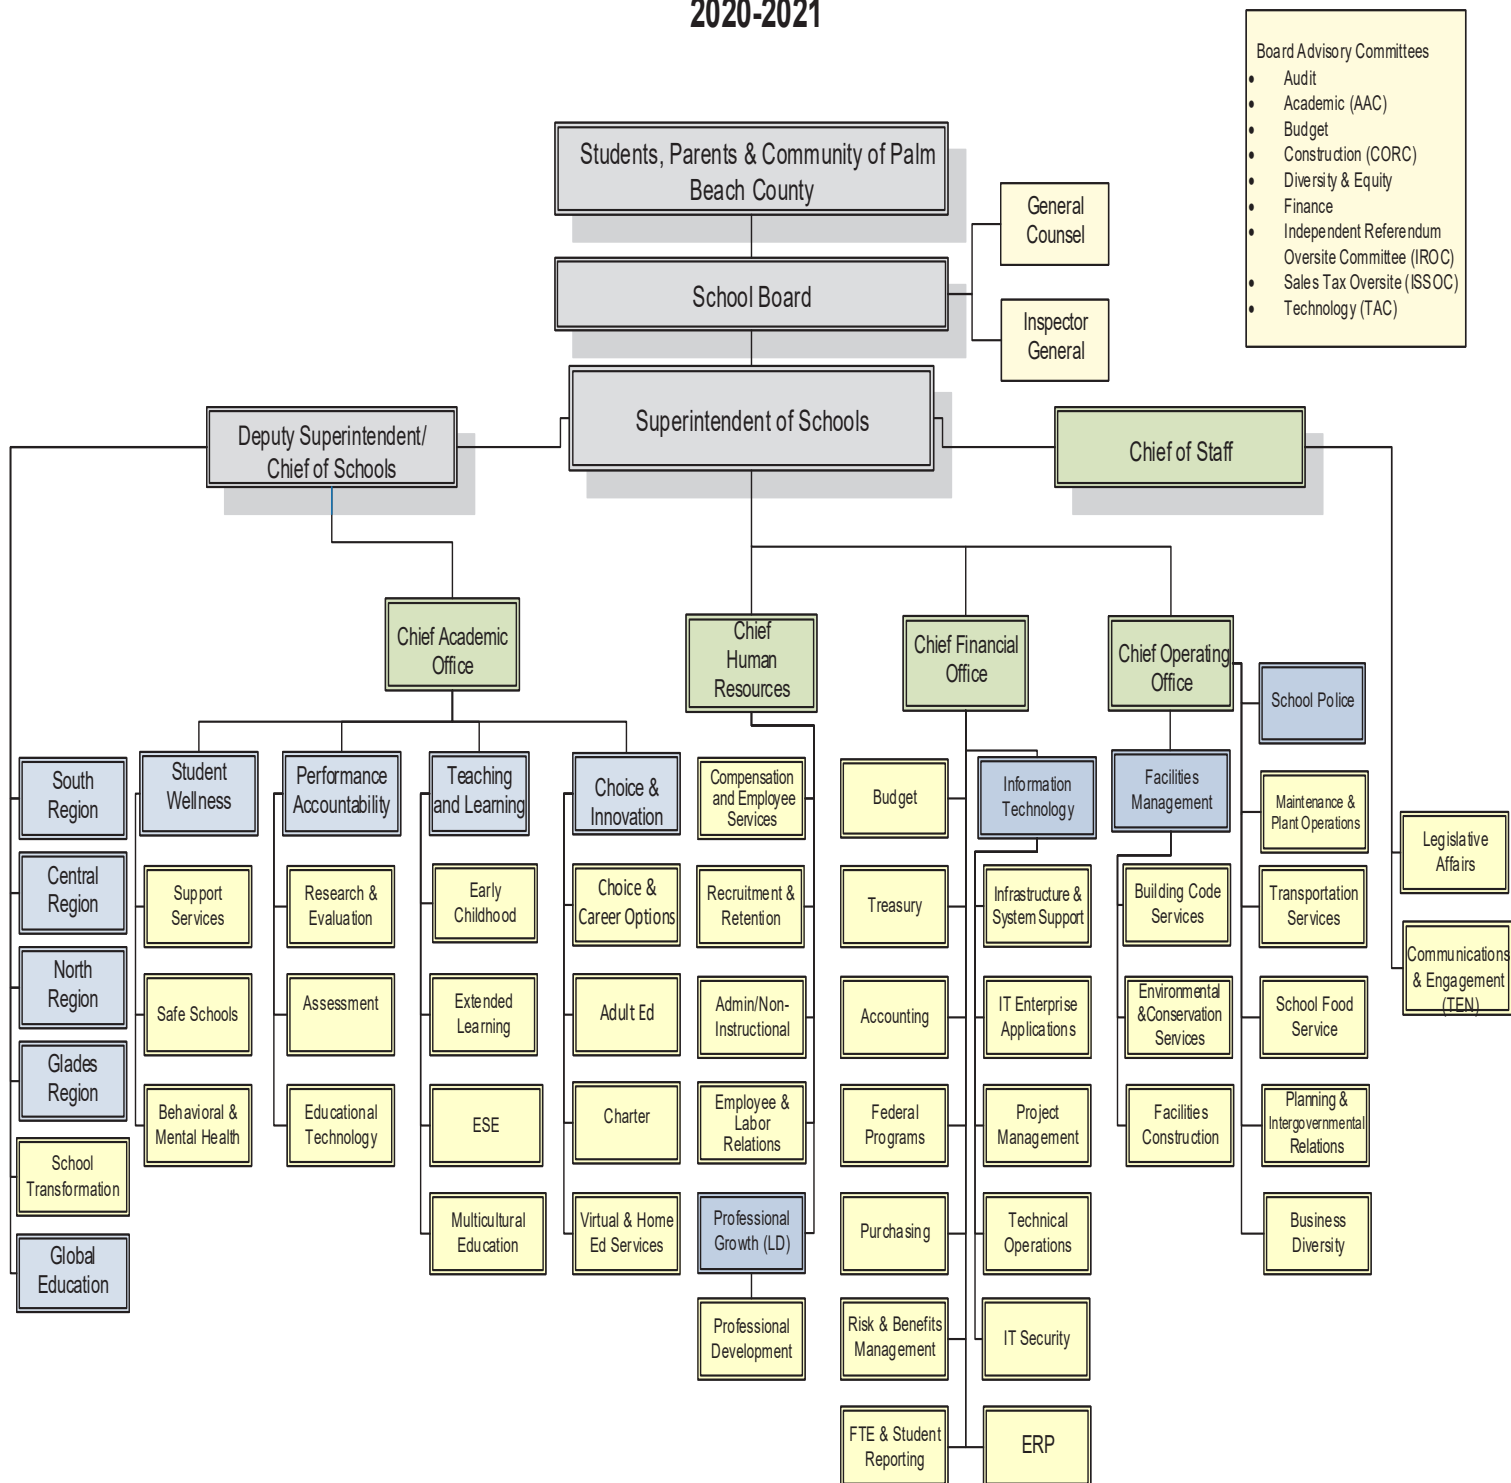 2020-2021
Board Advisory Committees
• Audit
• Academic (AAC)
• Budget
• Construction (CORC)
• Diversity & Equity
• Finance
• Independent Referendum
Oversite Committee (IROC)
• Sales Tax Oversite (ISSOC)
• Technology (TAC)
Students, Parents & Community of Palm
Beach County
General
Counsel
School Board
Inspector
General
Superintendent of Schools
Deputy Superintendent/
Chief of Schools
Chief of Staff
Chief Academic
Office
Chief
Human
Resources
Chief Financial
Office
Chief Operating
Office
School Police
South
Region
Central
Region
North
Region
Glades
Region
School
Transformation
Global
Education
Student
Wellness
Support
Services
Safe Schools
Behavioral &
Mental Health
Performance
Accountability
Research &
Evaluation
Assessment
Educational
Technology
Teaching
and Learning
Early
Childhood
Extended
Learning
ESE
Multicultural
Education
Choice &
Innovation
Choice &
Career Options
Adult Ed
Charter
Virtual & Home
Ed Services
Compensation
and Employee
Services
Recruitment &
Retention
Admin/Non-
Instructional
Employee &
Labor
Relations
Professional
Growth (LD)
Professional
Development
Budget
Treasury
Accounting
Federal
Programs
Purchasing
Risk & Benefits
Management
FTE & Student
Reporting
Information
Technology
Infrastructure &
System Support
IT Enterprise
Applications
Project
Management
Technical
Operations
IT Security
ERP
Facilities
Management
Building Code
Services
Environmental
&Conservation
Services
Facilities
Construction
Maintenance &
Plant Operations
Transportation
Services
School Food
Service
Planning &
Intergovernmental
Relations
Business
Diversity
Legislative
Affairs
Communications
& Engagement
(TEN)